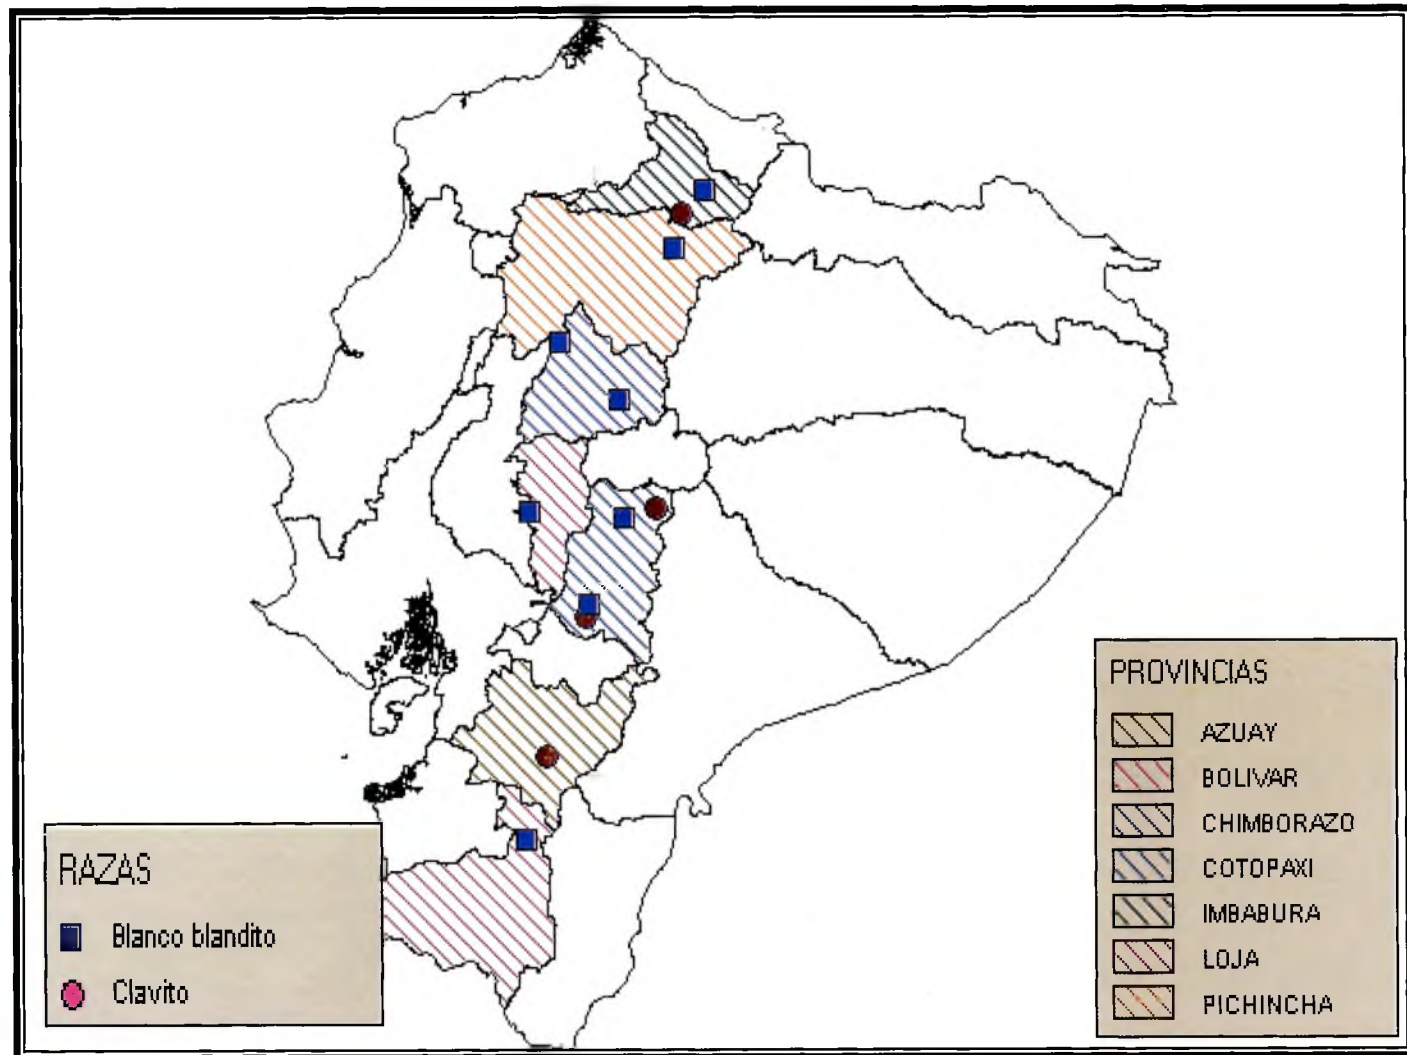 PROVINCIAS
AZUAY
BOLIVAR
CHIMBORAZO
COTOPAXI
IMBABURA
LOJA
PICHINCHA
RAZAS
Blanco blandito
Clavito